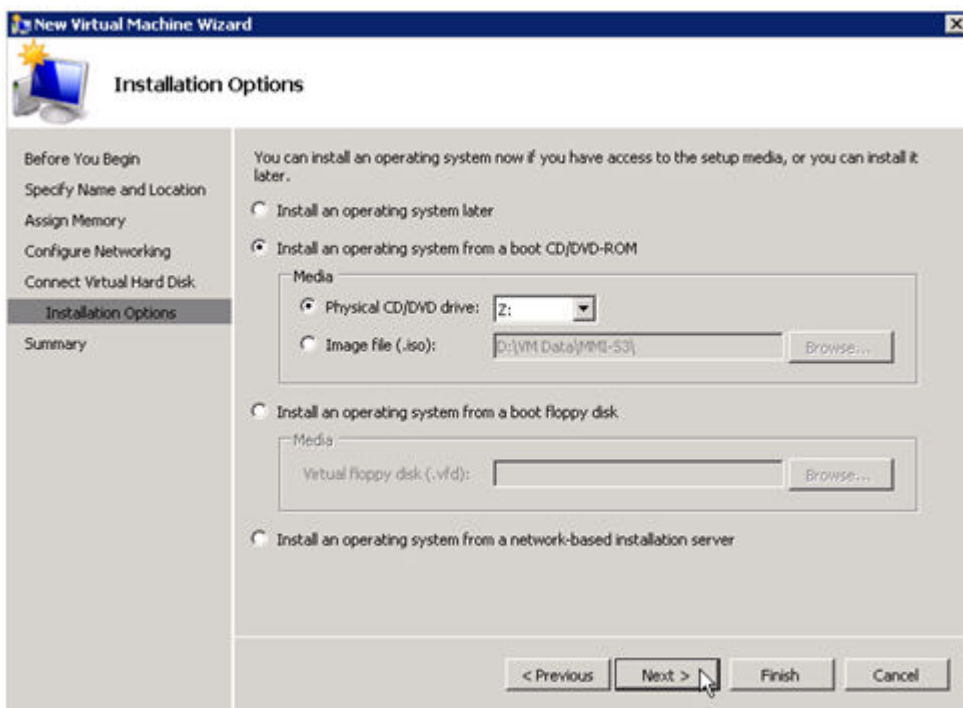 New Virtual Machine Wizard
Installation Options
Before You Begin
Specify Name and Location
Assign Memory
Configure Networking
Connect Virtual Hard Disk
Installation Options
Summary
You can install an operating system now if you have access to the setup media, or you can install it
later.
Install an operating system later
Install an operating system from a boot CD/DVD-ROM
Media
Physical CD/DVD drive: Z:
Image file (.iso): D:\VM Data\MMI-S3\ Browse...
Install an operating system from a boot floppy disk
Media
Virtual floppy disk (.vfd): Browse...
Install an operating system from a network-based installation server
< Previous Next > Finish Cancel